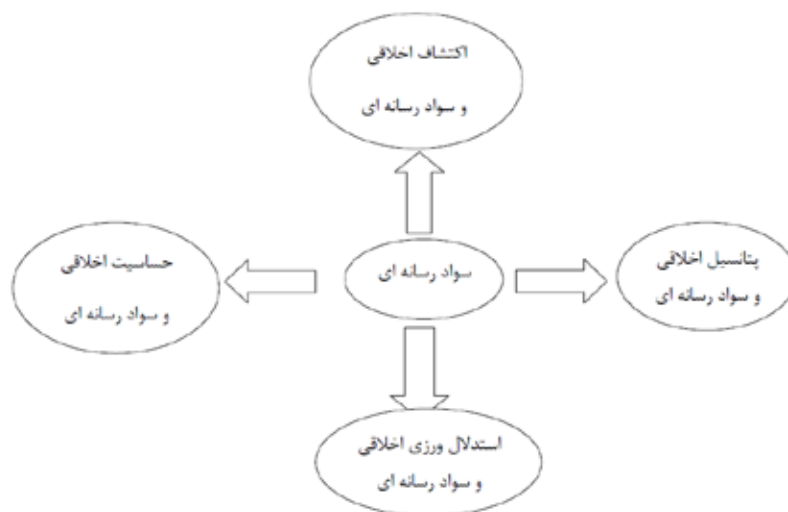 اکتشاف اخلاقی
و سواد رسانه ای
حساسیت اخلاقی
و سواد رسانه ای
سواد رسانه ای
پتانسیل اخلاقی
و سواد رسانه ای
استدلال ورزی اخلاقی
و سواد رسانه ای